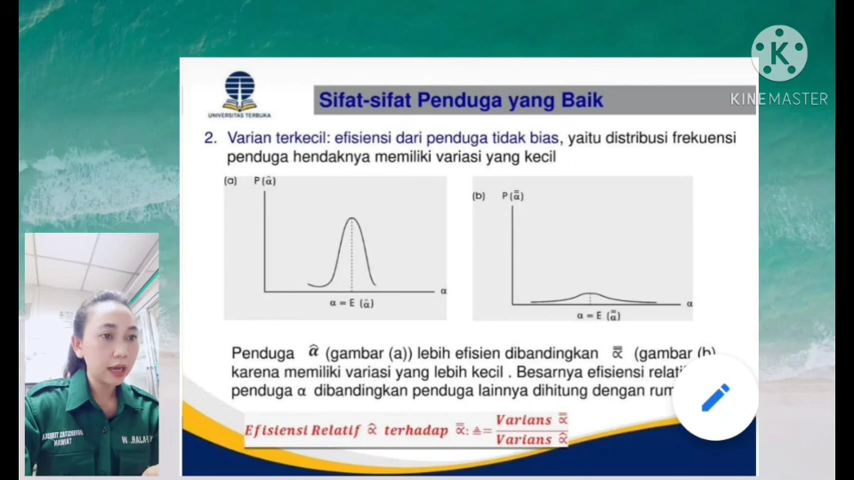 KINEMASTER
UNIVERSITAS TERBUKA
Sifat-sifat Penduga yang Baik
2. Varian terkecil: efisiensi dari penduga tidak bias, yaitu distribusi frekuensi
penduga hendaknya memiliki variasi yang kecil
(a) P(α̂)
α
α = E (α̂)
(b) P(α̿)
α
α = E (α̿)
Penduga α̂ (gambar (a)) lebih efisien dibandingkan α̿ (gambar (b)
karena memiliki variasi yang lebih kecil . Besarnya efisiensi relati
penduga α dibandingkan penduga lainnya dihitung dengan rum
Efisiensi Relatif α̂ terhadap α̿: ≜= Varians α̿
Varians α̂